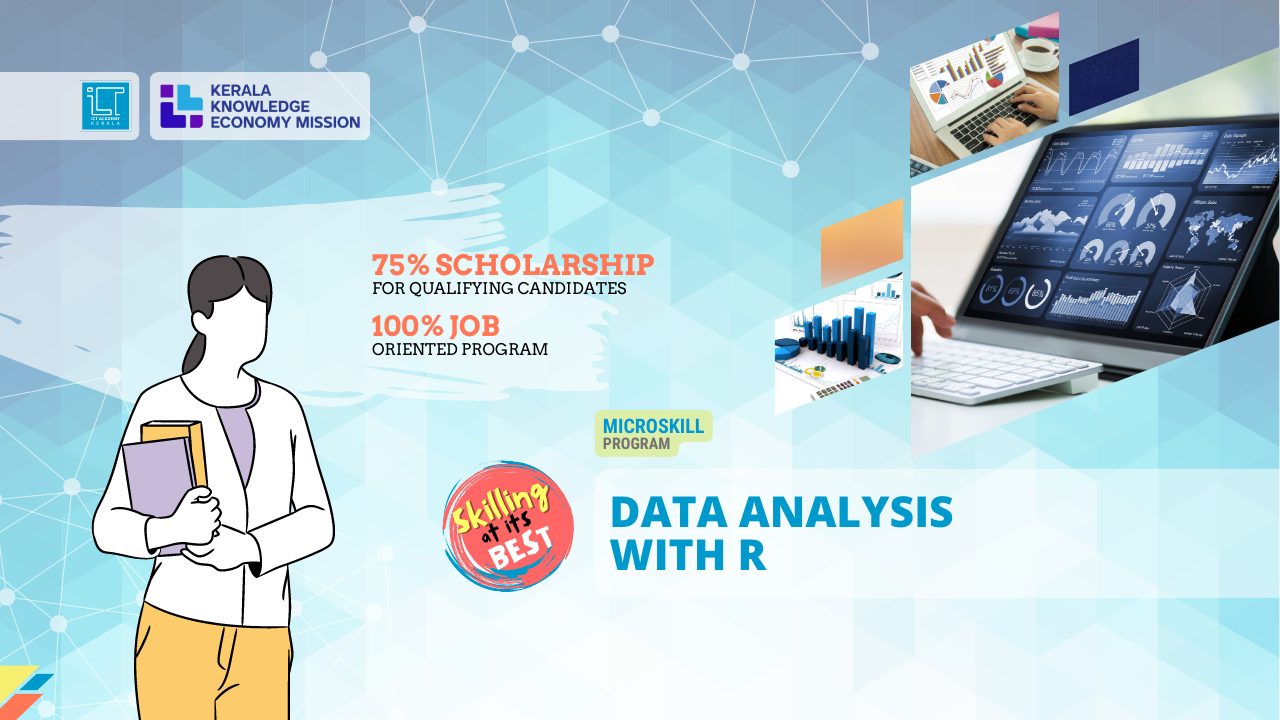 ICT ACADEMY
KERALA
KERALA
KNOWLEDGE
ECONOMY MISSION
75% SCHOLARSHIP
FOR QUALIFYING CANDIDATES
100% JOB
ORIENTED PROGRAM
MICROSKILL
PROGRAM
Skilling
at its
BEST
DATA ANALYSIS
WITH R